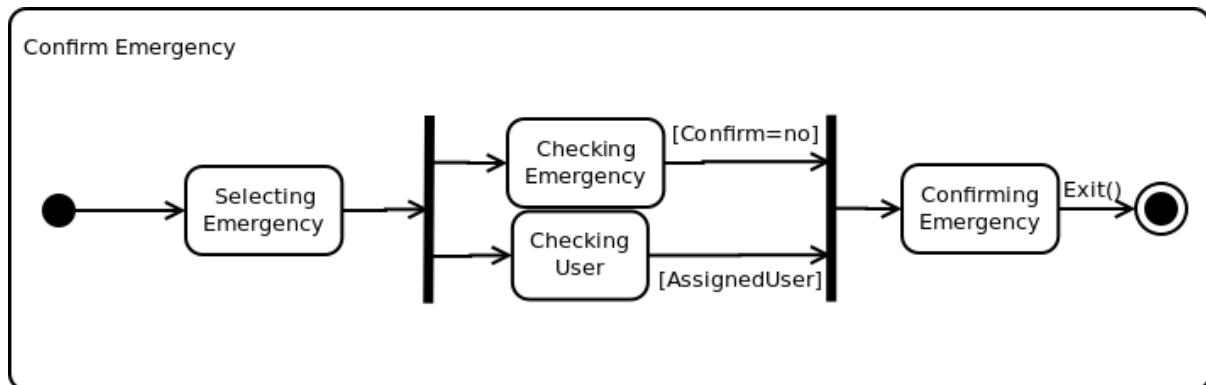 Confirm Emergency
Selecting
Emergency
Checking
Emergency
[Confirm=no]
Checking
User
[AssignedUser]
Confirming
Emergency
Exit()